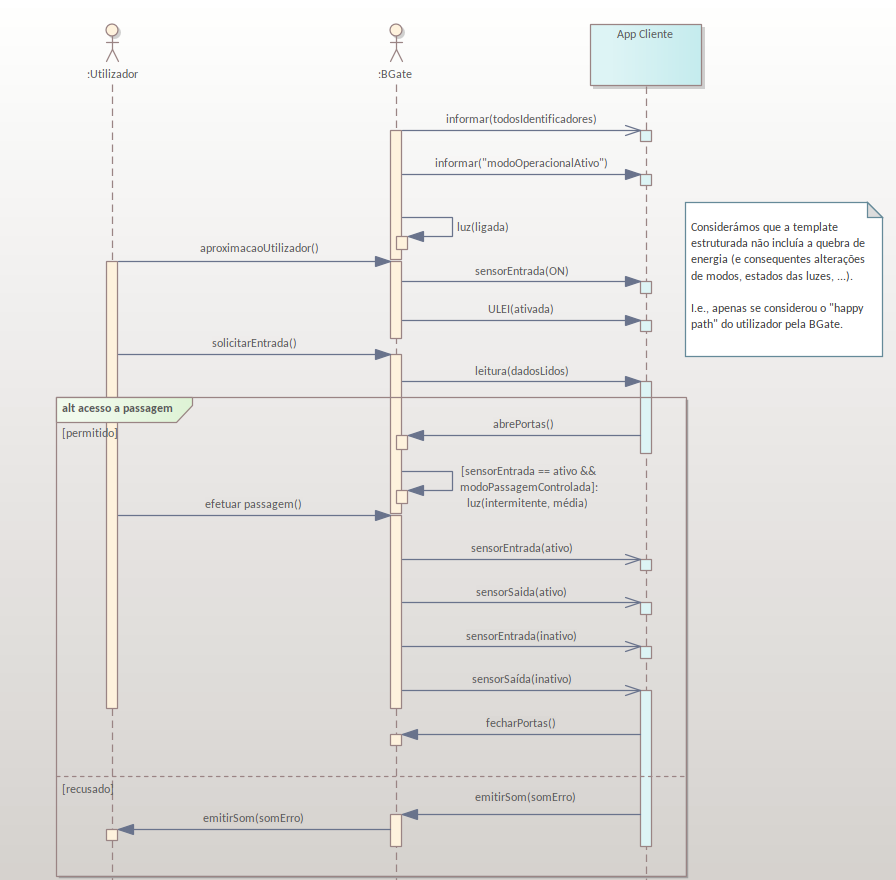 :Utilizador
:BGate
App Cliente
informar(todosIdentificadores)
informar("modoOperacionalAtivo")
luz(ligada)
aproximacaoUtilizador()
sensorEntrada(ON)
ULEI(ativada)
solicitarEntrada()
leitura(dadosLidos)
Considerámos que a template
estruturada não incluía a quebra de
energia (e consequentes alterações
de modos, estados das luzes, ...).
I.e., apenas se considerou o "happy
path" do utilizador pela BGate.
alt acesso a passagem
[permitido]
abrePortas()
[sensorEntrada == ativo &&
modoPassagemControlada]:
luz(intermitente, média)
efetuar passagem()
sensorEntrada(ativo)
sensorSaida(ativo)
sensorEntrada(inativo)
sensorSaída(inativo)
fecharPortas()
[recusado]
emitirSom(somErro)
emitirSom(somErro)